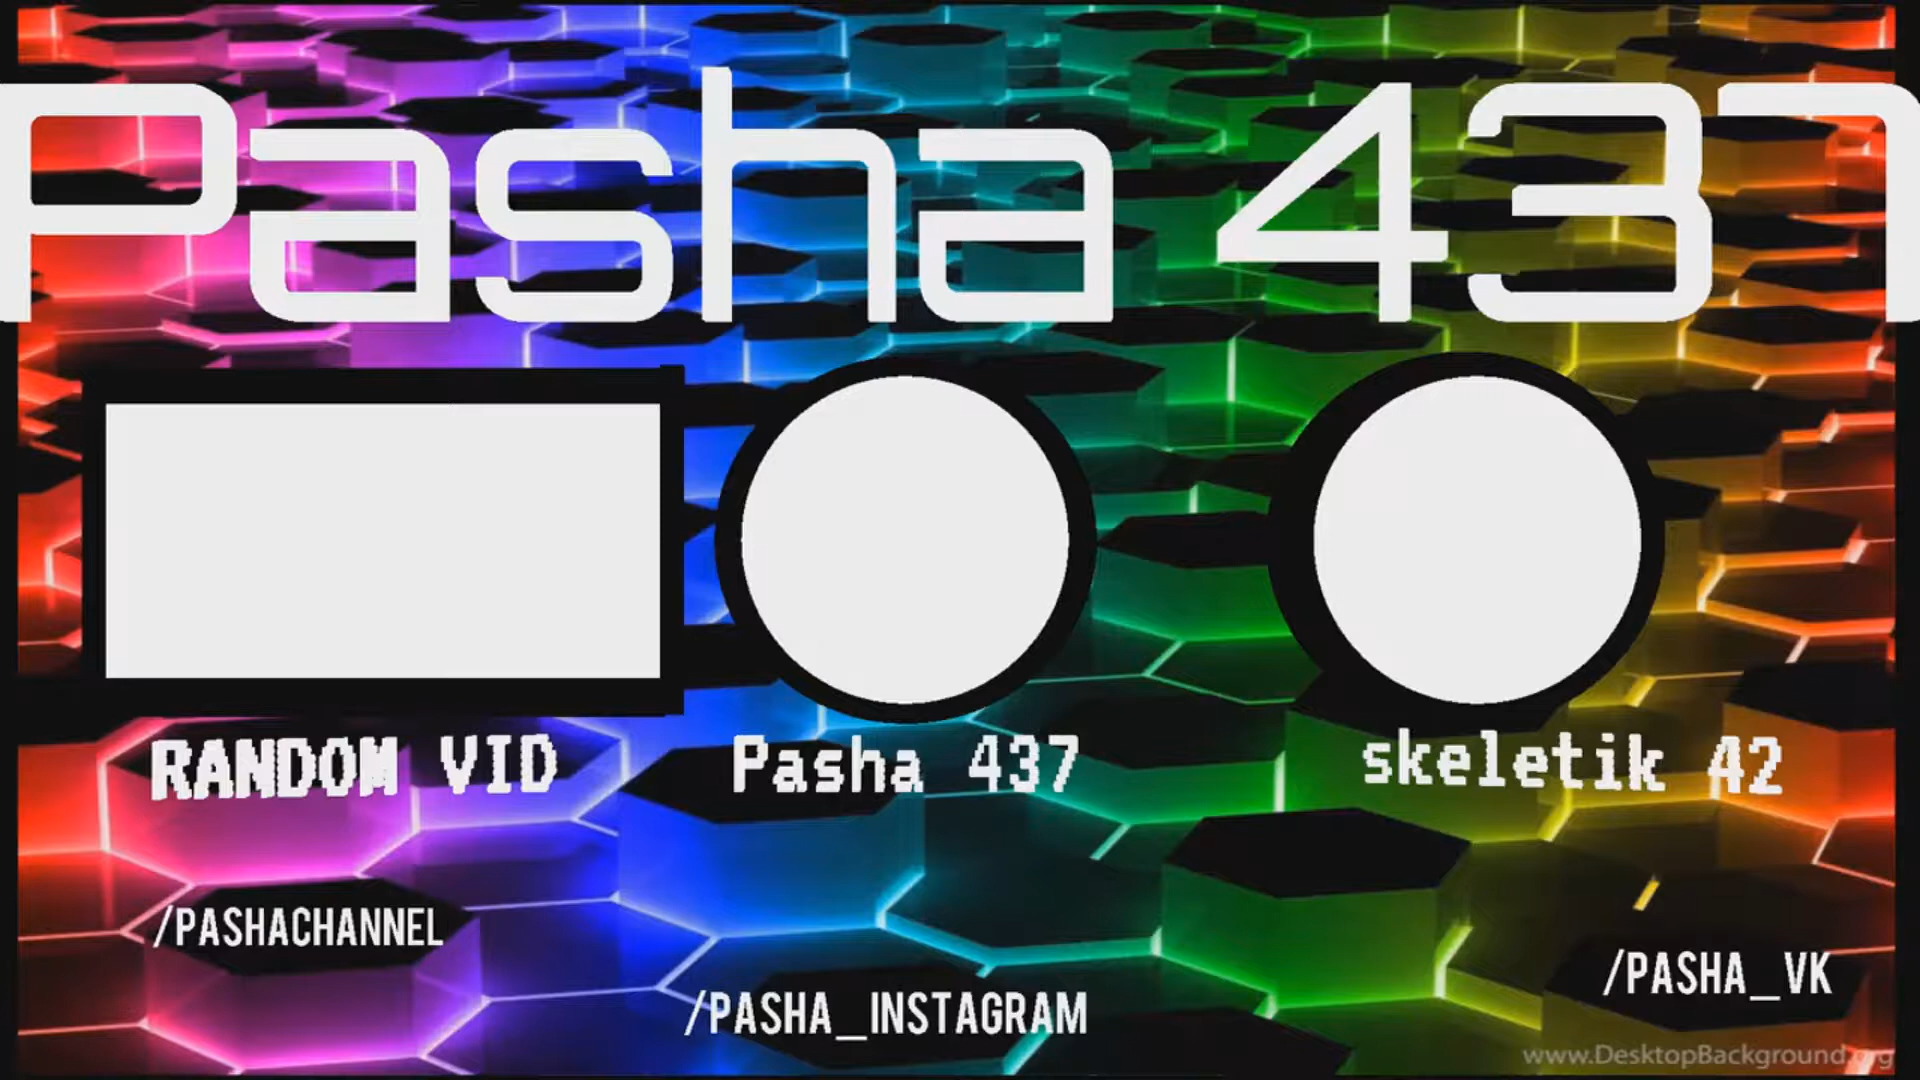 Pasha 437
RANDOM VID
Pasha 437
skeletik 42
/PASHACHANNEL
/PASHA_INSTAGRAM
/PASHA_VK
www.DesktopBackground.org